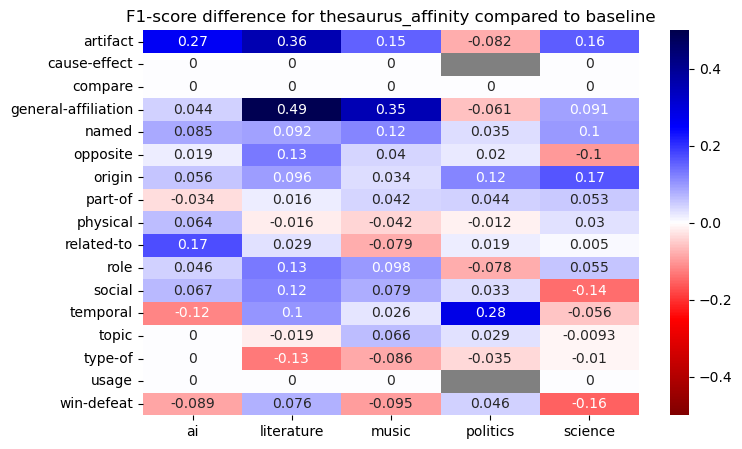 F1-score difference for thesaurus_affinity compared to baseline
artifact 0.27 0.36 0.15 -0.082 0.16
cause-effect 0 0 0 0
compare 0 0 0 0 0
general-affiliation 0.044 0.49 0.35 -0.061 0.091
named 0.085 0.092 0.12 0.035 0.1
opposite 0.019 0.13 0.04 0.02 -0.1
origin 0.056 0.096 0.034 0.12 0.17
part-of -0.034 0.016 0.042 0.044 0.053
physical 0.064 -0.016 -0.042 -0.012 0.03
related-to 0.17 0.029 -0.079 0.019 0.005
role 0.046 0.13 0.098 -0.078 0.055
social 0.067 0.12 0.079 0.033 -0.14
temporal -0.12 0.1 0.026 0.28 -0.056
topic 0 -0.019 0.066 0.029 -0.0093
type-of 0 -0.13 -0.086 -0.035 -0.01
usage 0 0 0 0
win-defeat -0.089 0.076 -0.095 0.046 -0.16
ai literature music politics science
0.4
0.2
0.0
−0.2
−0.4